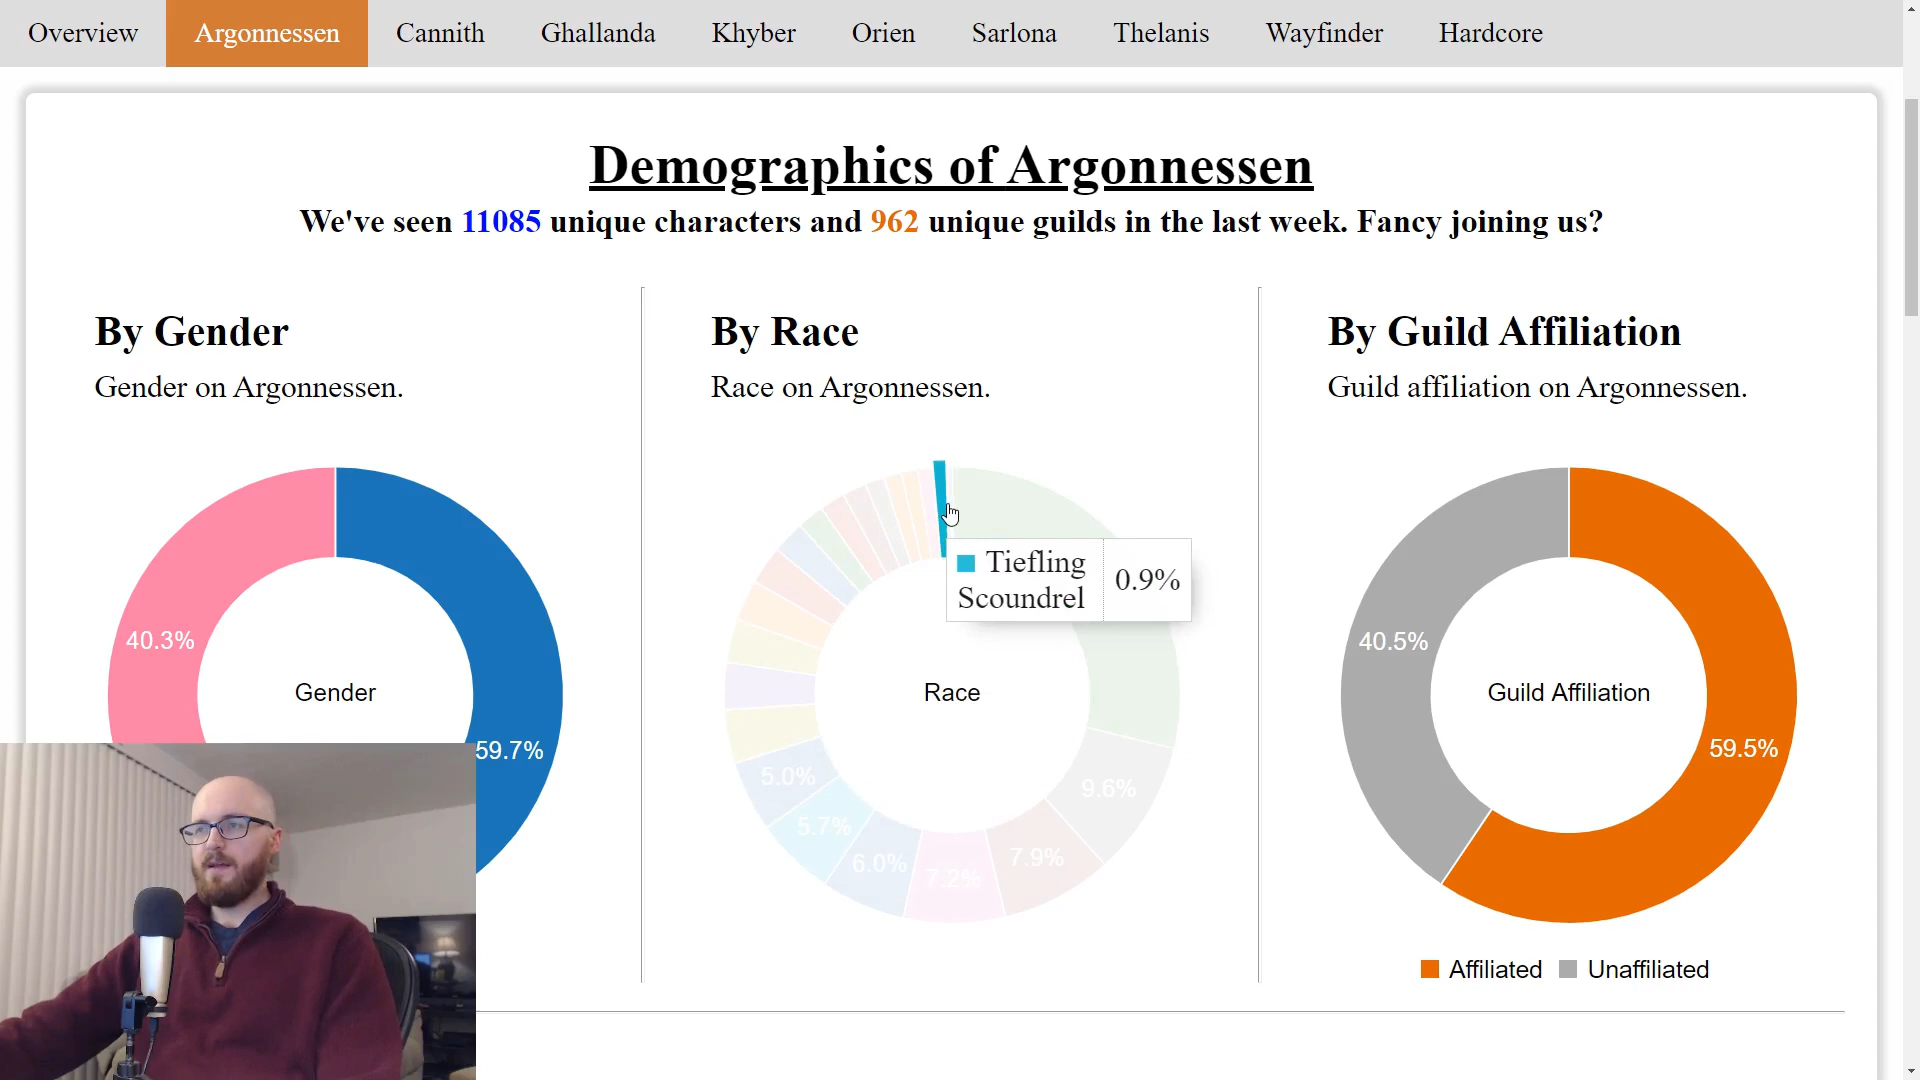 Overview Argonnessen Cannith Ghallanda Khyber Orien Sarlona Thelanis Wayfinder Hardcore
Demographics of Argonnessen
We've seen 11085 unique characters and 962 unique guilds in the last week. Fancy joining us?
By Gender
Gender on Argonnessen.
40.3%
Gender
59.7%
By Race
Race on Argonnessen.
Tiefling
Scoundrel
0.9%
Race
5.0%
9.6%
5.7%
7.9%
6.0%
7.2%
By Guild Affiliation
Guild affiliation on Argonnessen.
40.5%
Guild Affiliation
59.5%
Affiliated Unaffiliated